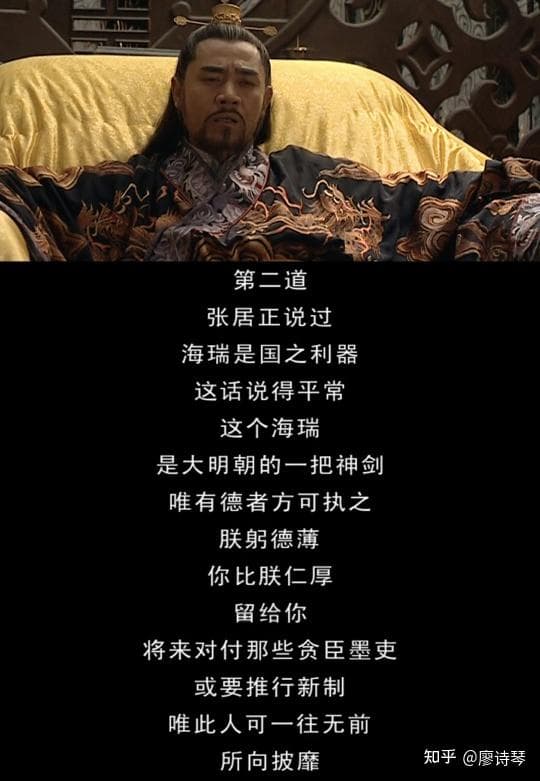 第二道
张居正说过
海瑞是国之利器
这话说得平常
这个海瑞
是大明朝的一把神剑
唯有德者方可执之
朕躬德薄
你比朕仁厚
留给你
将来对付那些贪臣墨吏
或要推行新制
唯此人可一往无前
所向披靡
知乎 @廖诗琴